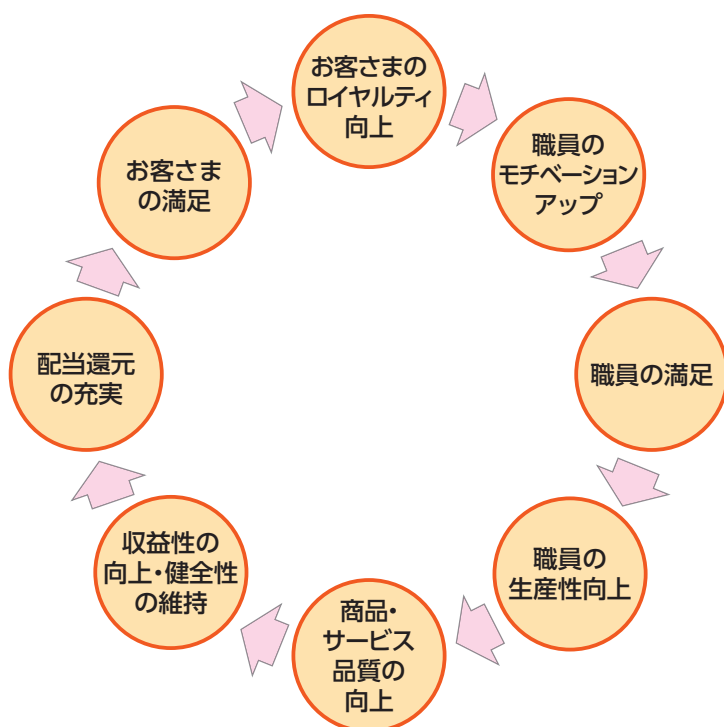 お客さまの
ロイヤルティ
向上
職員の
モチベーション
アップ
職員の満足
職員の
生産性向上
商品・
サービス
品質の
向上
収益性の
向上・健全性
の維持
配当還元
の充実
お客さま
の満足